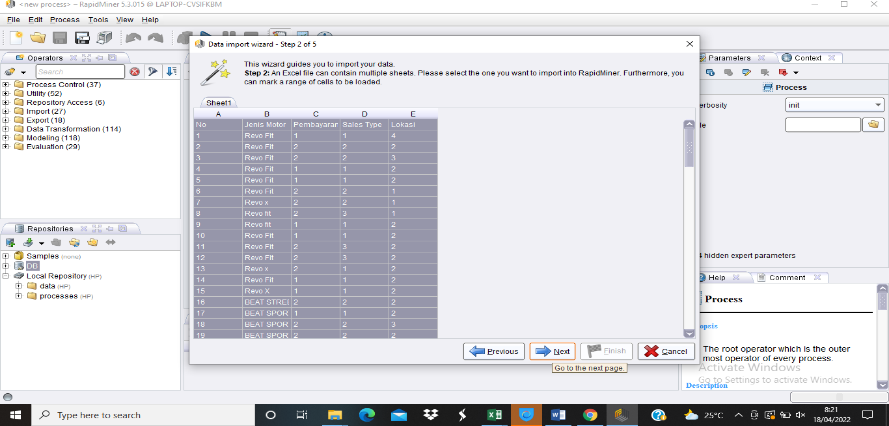 <new process> – RapidMiner 5.3.015 @ LAPTOP-CVSIFKBM
File Edit Process Tools View Help
Operators
Search
Process Control (37)
Utility (52)
Repository Access (6)
Import (27)
Export (18)
Data Transformation (114)
Modeling (118)
Evaluation (29)
Repositories
Samples (none)
DB
Local Repository (HP)
data (HP)
processes (HP)
Data import wizard - Step 2 of 5
This wizard guides you to import your data.
Step 2: An Excel file can contain multiple sheets. Please select the one you want to import into RapidMiner. Furthermore, you
can mark a range of cells to be loaded.
Sheet1
A B C D E
No Jenis Motor Pembayaran Sales Type Lokasi
1 Revo Fit 1 1 4
2 Revo Fit 2 2 2
3 Revo Fit 2 2 3
4 Revo Fit 1 1 2
5 Revo Fit 1 1 2
6 Revo Fit 2 2 1
7 Revo x 2 2 1
8 Revo fit 2 3 1
9 Revo fit 1 1 2
10 Revo Fit 1 1 2
11 Revo Fit 2 3 2
12 Revo Fit 2 3 2
13 Revo x 2 1 2
14 Revo Fit 1 1 2
15 Revo X 1 1 2
16 BEAT STREE 2 2 2
17 BEAT SPOR 1 1 2
18 BEAT SPOR 2 2 3
19 BEAT SPOR 2 2 2
Previous Next Finish Cancel
Go to the next page.
Parameters Context
Process
erbosity init
le
4 hidden expert parameters
Help Comment
Process
opsis
The root operator which is the outer
most operator of every process.
Activate Windows
Go to Settings to activate Windows.
Description
Type here to search
25°C
8:21
18/04/2022